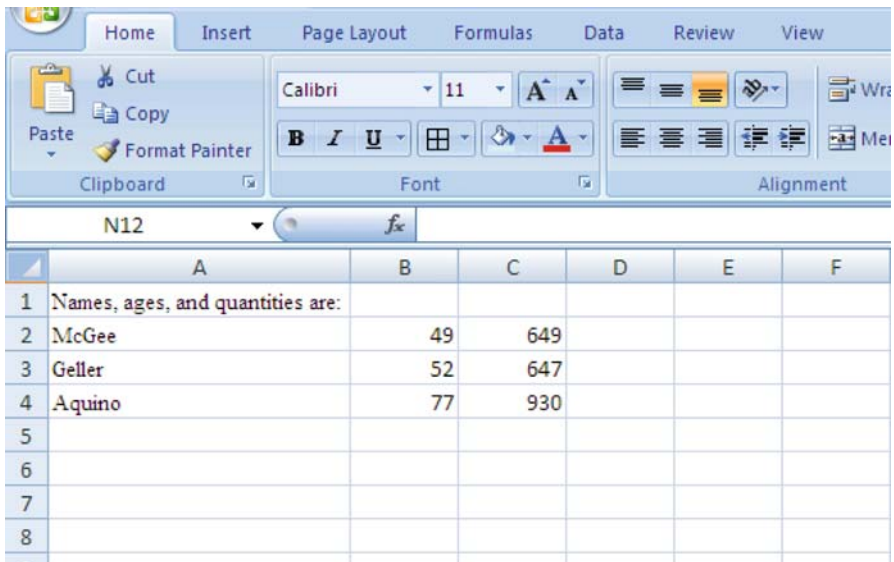 Home Insert Page Layout Formulas Data Review View
Cut
Copy
Paste
Format Painter
Clipboard
Calibri 11 A A
B I U A
Font
Alignment
N12 fx
A B C D E F
1 Names, ages, and quantities are:
2 McGee 49 649
3 Geller 52 647
4 Aquino 77 930
5
6
7
8